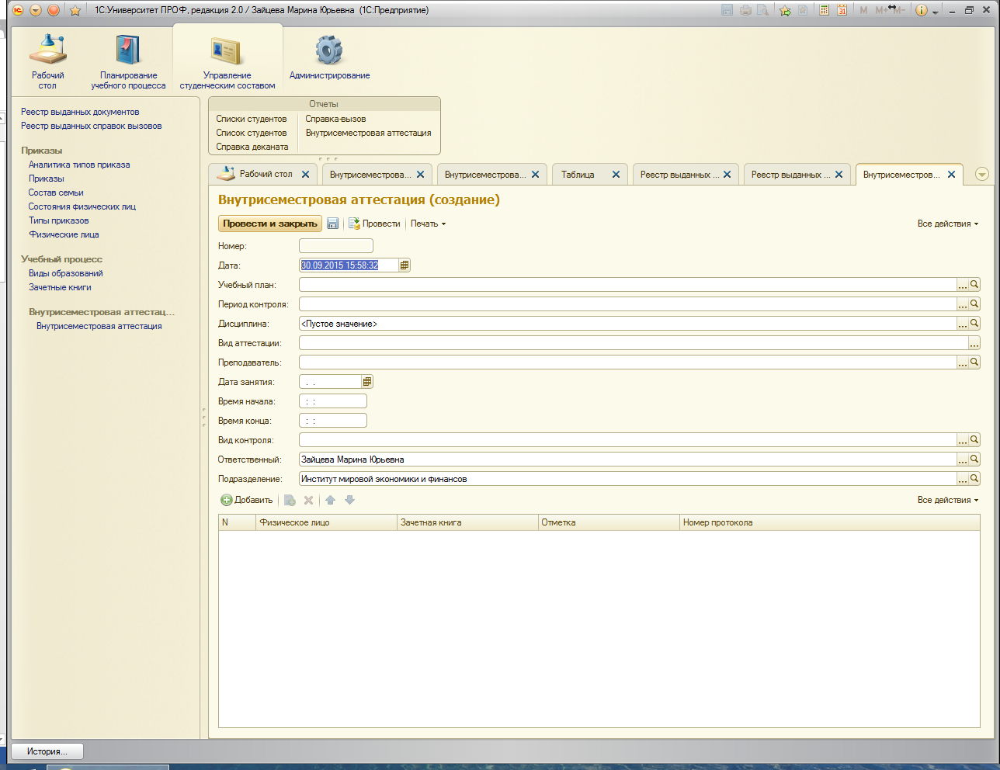 1С:Университет ПРОФ, редакция 2.0 / Зайцева Марина Юрьевна (1С:Предприятие)
M M+ M-
Рабочий стол
Планирование учебного процесса
Управление студенческим составом
Администрирование
Реестр выданных документов
Реестр выданных справок вызовов
Приказы
Аналитика типов приказа
Приказы
Состав семьи
Состояния физических лиц
Типы приказов
Физические лица
Учебный процесс
Виды образований
Зачетные книги
Внутрисеместровая аттестац...
Внутрисеместровая аттестация
Отчеты
Списки студентов
Справка-вызов
Список студентов
Внутрисеместровая аттестация
Справка деканата
Рабочий стол
Внутрисеместрова...
Внутрисеместрова...
Таблица
Реестр выданных ...
Реестр выданных ...
Внутрисеместров...
Внутрисеместровая аттестация (создание)
Провести и закрыть
Провести
Печать
Все действия
Номер:
Дата: 30.09.2015 15:58:32
Учебный план:
Период контроля:
Дисциплина: <Пустое значение>
Вид аттестации:
Преподаватель:
Дата занятия: . .
Время начала: : :
Время конца: : :
Вид контроля:
Ответственный: Зайцева Марина Юрьевна
Подразделение: Институт мировой экономики и финансов
Добавить
Все действия
N Физическое лицо Зачетная книга Отметка Номер протокола
История...